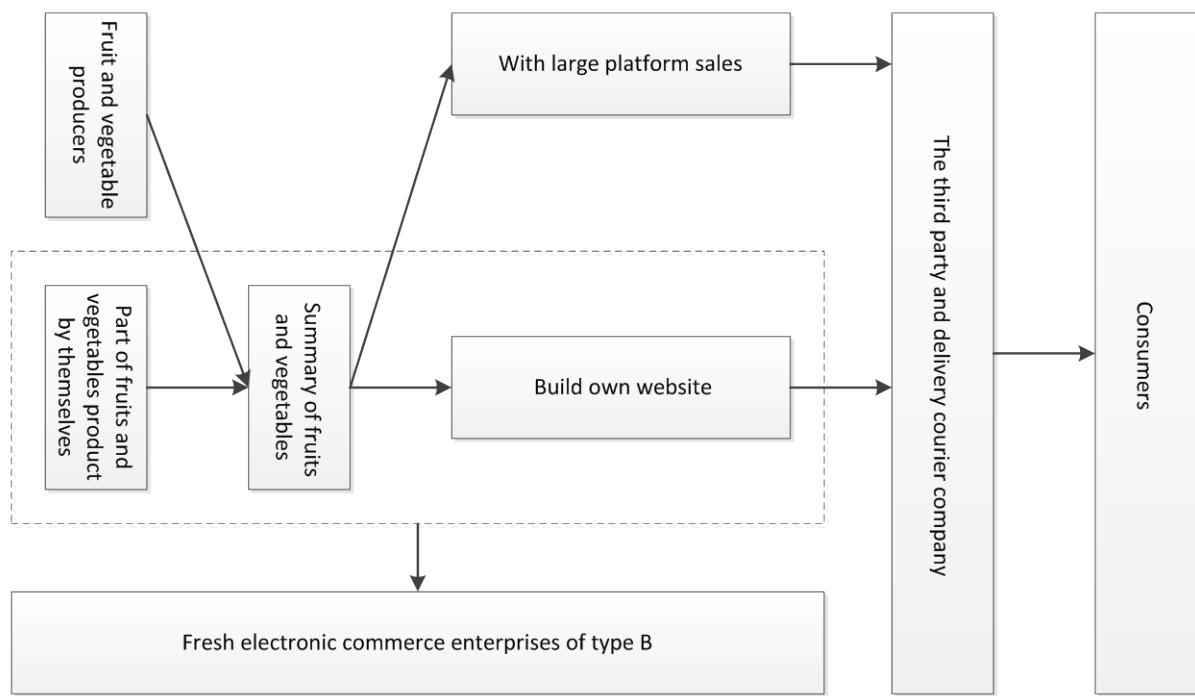 Fruit and vegetable
producers
With large platform sales
Part of fruits and
vegetables product
by themselves
Summary of fruits
and vegetables
Build own website
The third party and delivery courier company
Consumers
Fresh electronic commerce enterprises of type B